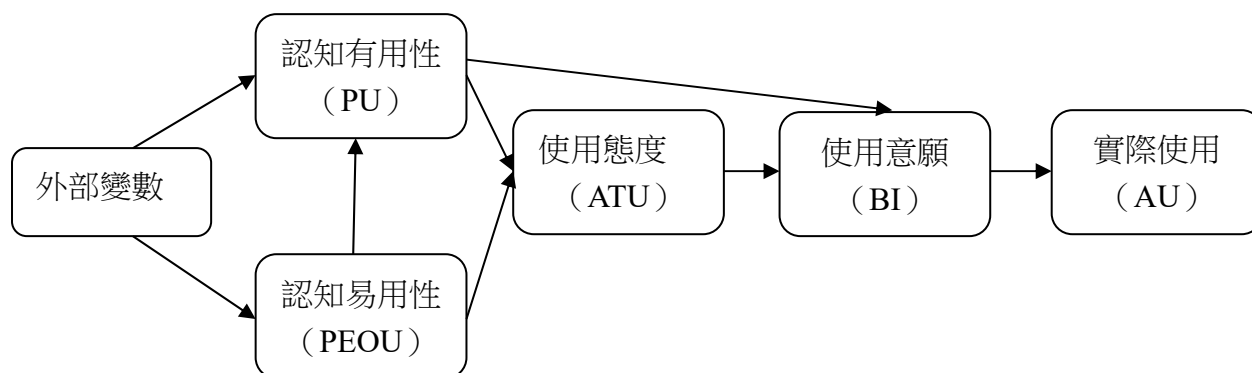 外部變數
認知有用性
（PU）
認知易用性
（PEOU）
使用態度
（ATU）
使用意願
（BI）
實際使用
（AU）